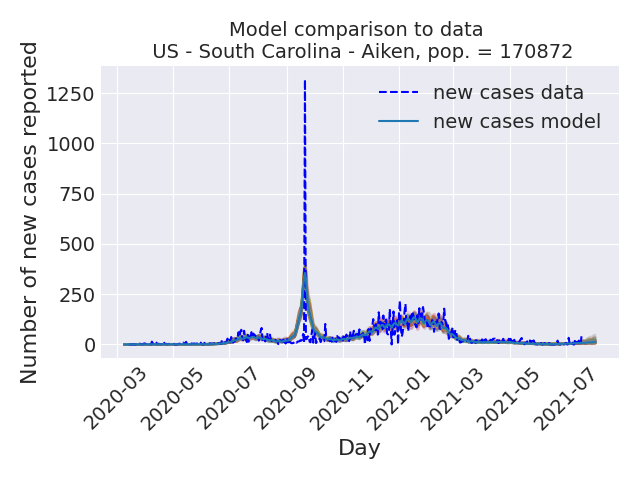 Model comparison to data
US - South Carolina - Aiken, pop. = 170872
Number of new cases reported
1250
1000
750
500
250
0
new cases data
new cases model
2020-03
2020-05
2020-07
2020-09
2020-11
2021-01
2021-03
2021-05
2021-07
Day